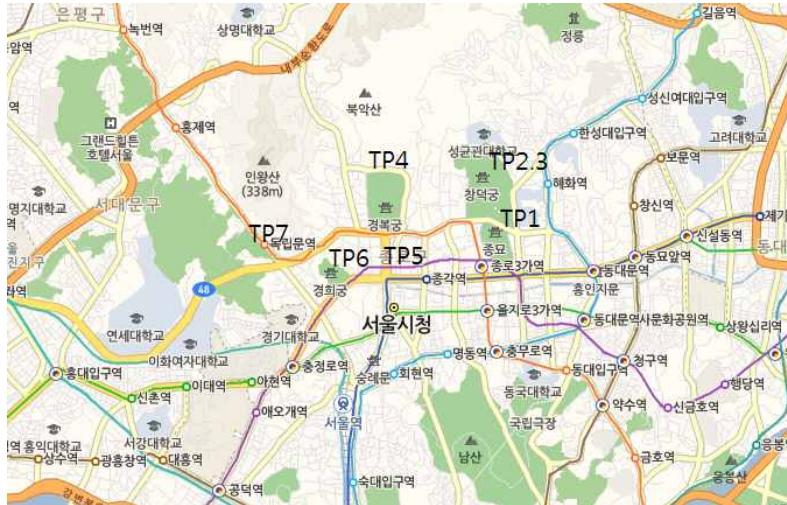 은평구
녹번역
상명대학교
내부순환도로
정릉
길음역
암역
북악산
성신여대입구역
홍제역
그랜드힐튼
호텔서울
한성대입구역
고려대학교
성균관대학교
TP4
TP2.3
보문역
인왕산
(338m)
창덕궁
혜화역
명지대학교
서대문구
창신역
경복궁
TP7
TP1
제기
독립문역
종묘
신설동역
동대
TP6
TP5
종로3가역
동묘앞역
동대문역
종각역
경희궁
흥인지문
48
연세대학교
서울시청
을지로3가역
경기대학교
동대문역사문화공원역
상왕십리역
이화여자대학교
홍대입구역
충정로역
숭례문
명동역
충무로역
청구역
이대역
아현역
회현역
동대입구역
행당역
신촌역
동국대학교
애오개역
서울역
약수역
신금호역
홍익대학교
서강대학교
국립극장
남산
응봉역
상수역
광흥창역
대흥역
금호역
응봉산
숙대입구역
공덕역
강변북로